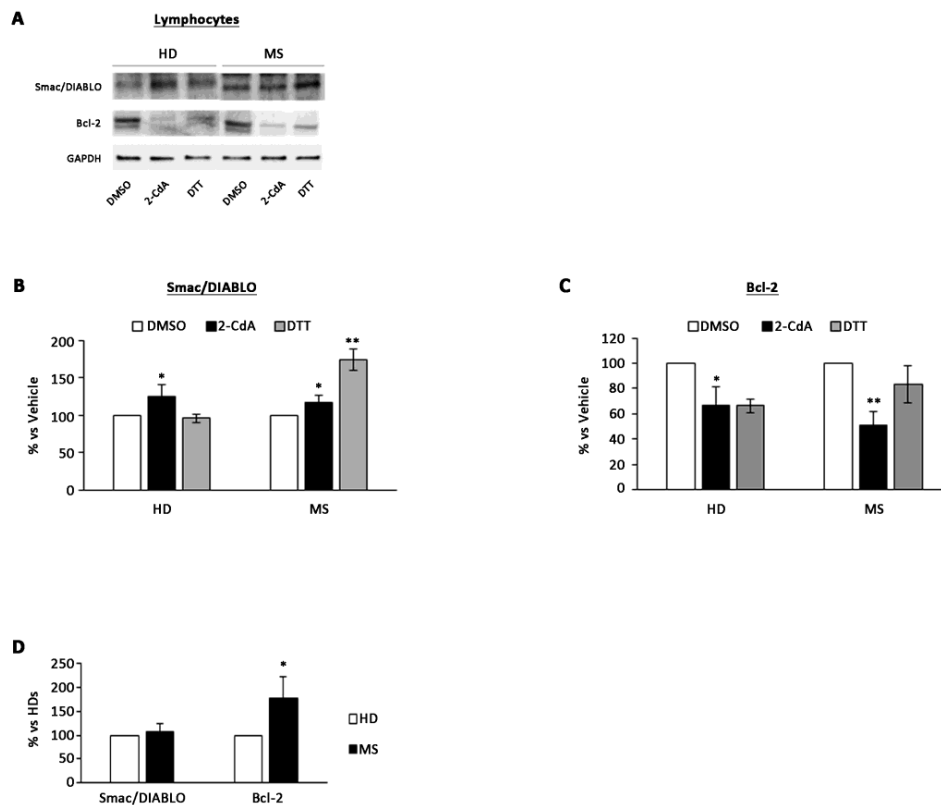 A
Lymphocytes
HD MS
Smac/DIABLO
Bcl-2
GAPDH
DMSO 2-CdA DTT DMSO 2-CdA DTT
B Smac/DIABLO
DMSO 2-CdA DTT
% vs Vehicle
200
150
100
50
0
* * **
HD MS
C Bcl-2
DMSO 2-CdA DTT
% vs Vehicle
120
100
80
60
40
20
0
* **
HD MS
D
% vs HDs
250
200
150
100
50
0
*
HD
MS
Smac/DIABLO Bcl-2